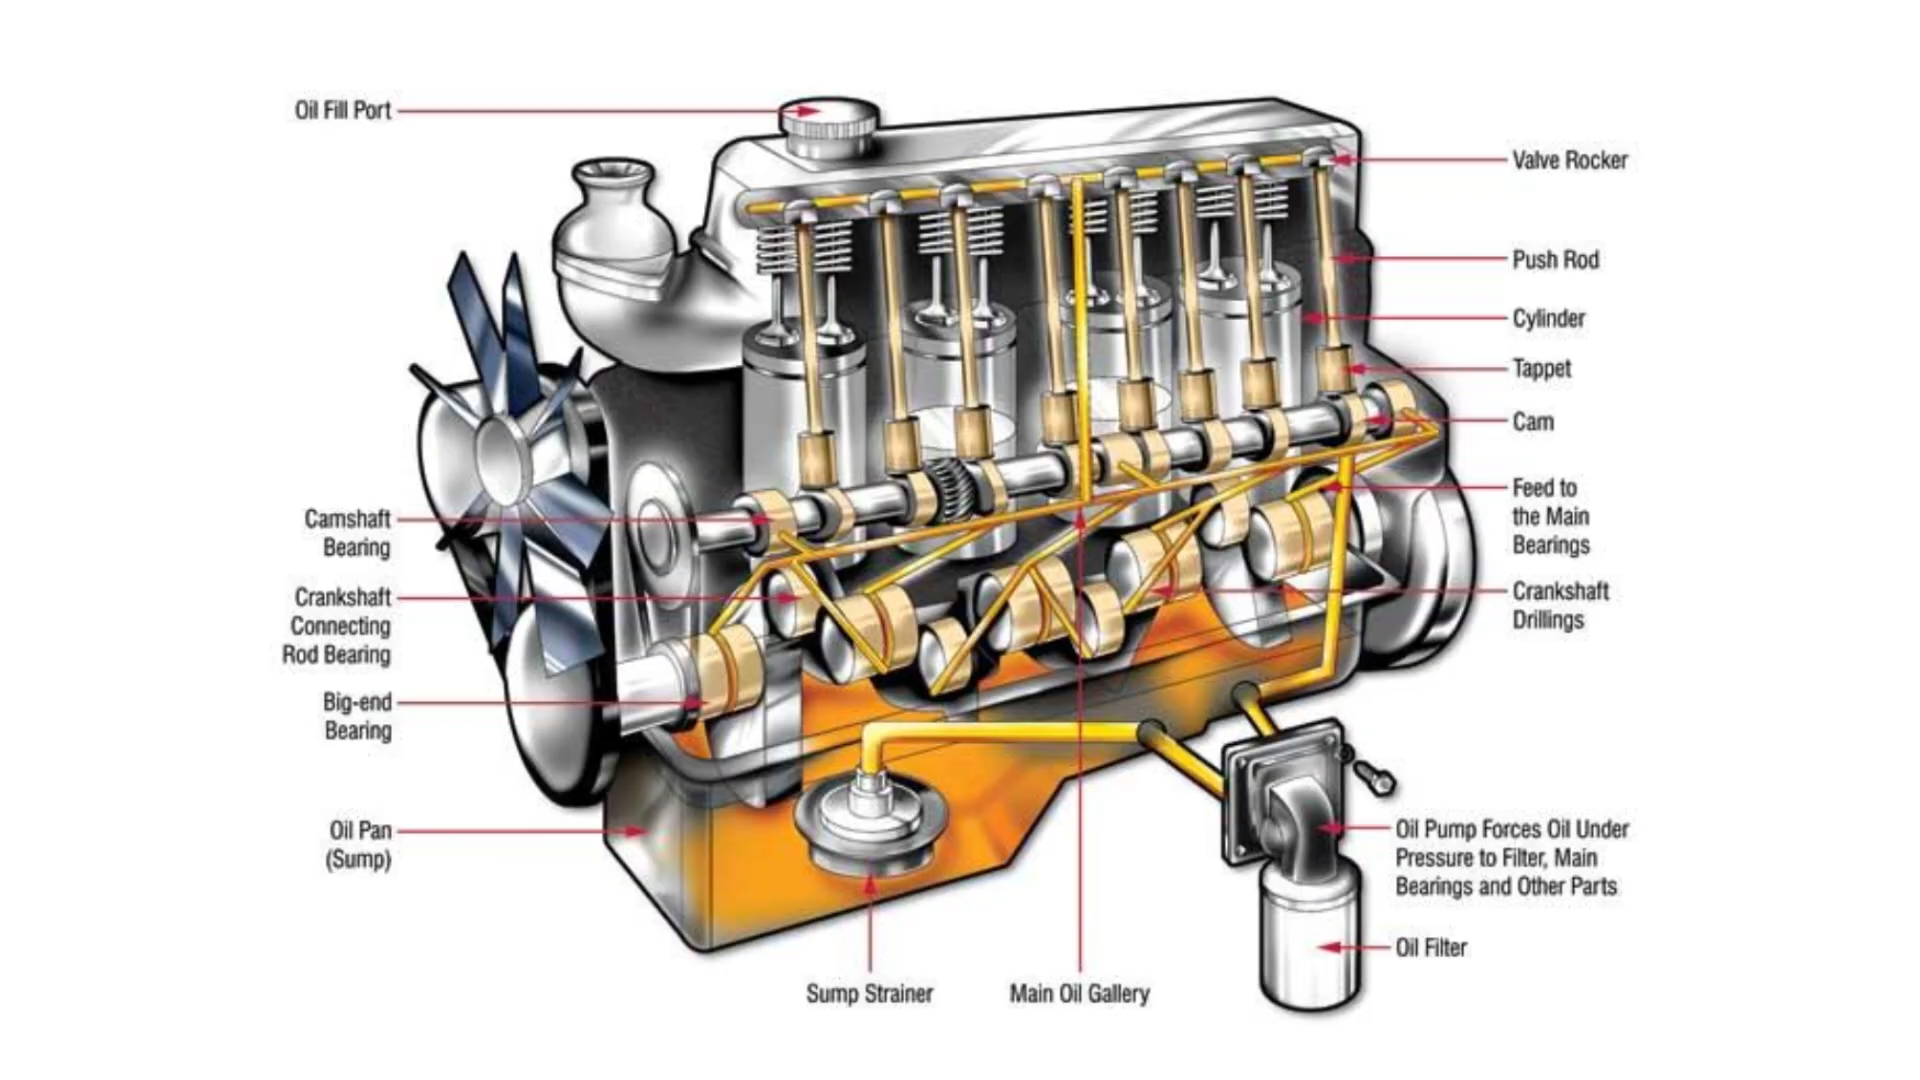 Oil Fill Port
Valve Rocker
Push Rod
Cylinder
Tappet
Cam
Feed to
the Main
Bearings
Crankshaft
Drillings
Camshaft
Bearing
Crankshaft
Connecting
Rod Bearing
Big-end
Bearing
Oil Pan
(Sump)
Oil Pump Forces Oil Under
Pressure to Filter, Main
Bearings and Other Parts
Oil Filter
Sump Strainer
Main Oil Gallery